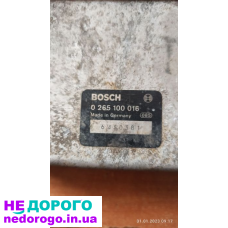 BOSCH
0 265 100 016
Made in Germany
НЕ ДОРОГО
nedorogo.in.ua